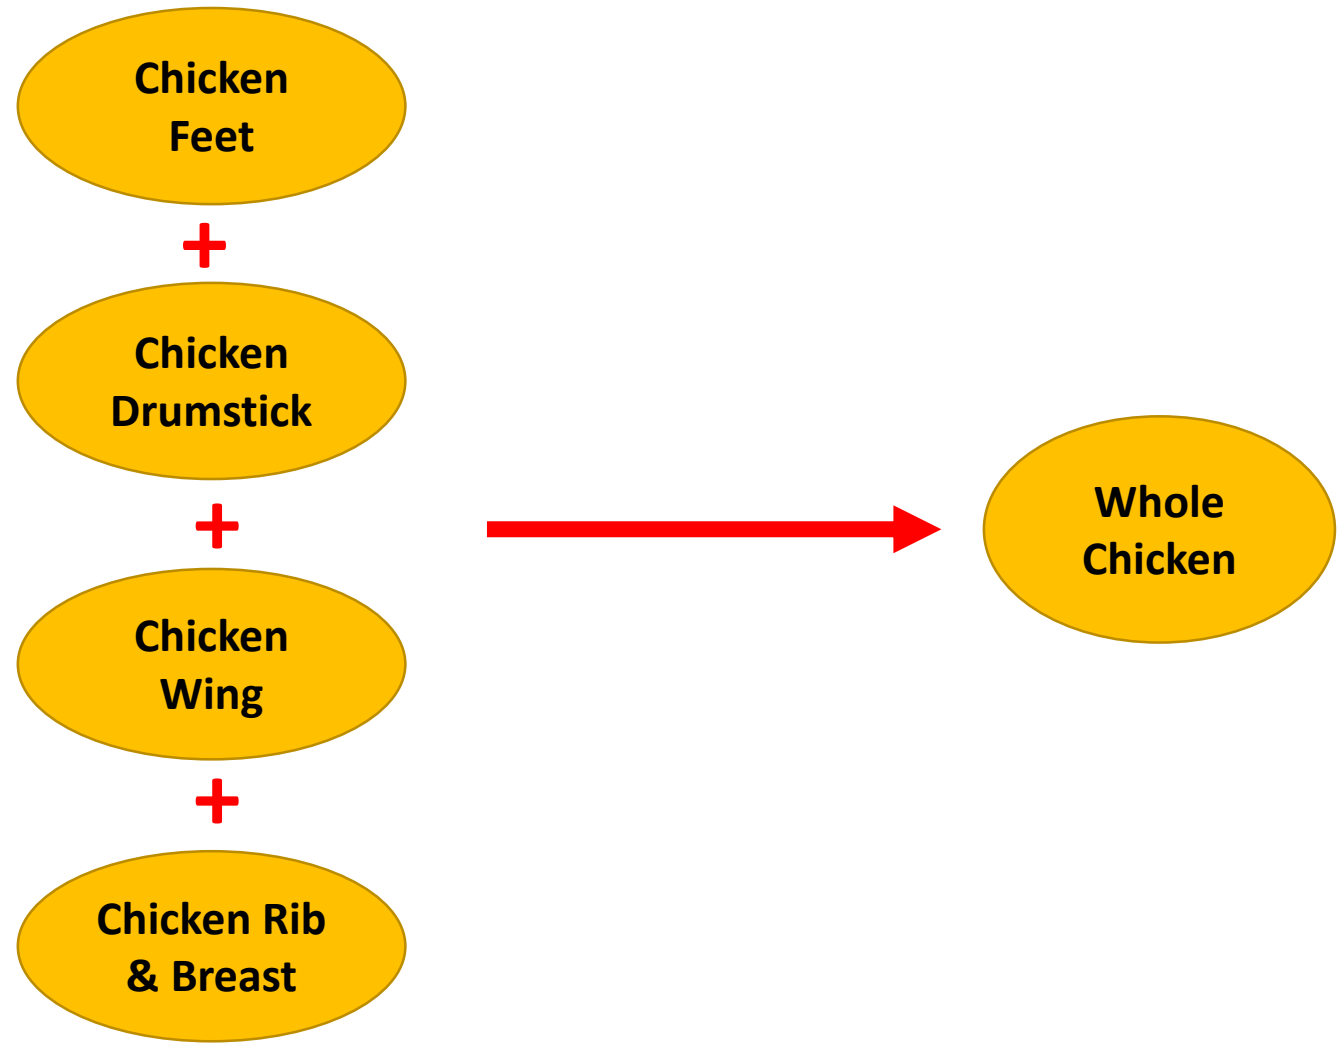 Chicken
Feet
+
Chicken
Drumstick
+
Chicken
Wing
+
Chicken Rib
& Breast
Whole
Chicken